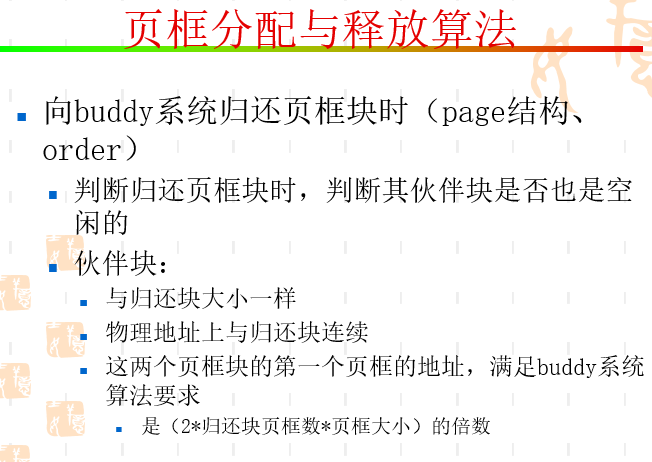 页框分配与释放算法
向buddy系统归还页框块时（page结构、
order）
判断归还页框块时，判断其伙伴块是否也是空
闲的
伙伴块：
与归还块大小一样
物理地址上与归还块连续
这两个页框块的第一个页框的地址，满足buddy系统
算法要求
是（2*归还块页框数*页框大小）的倍数